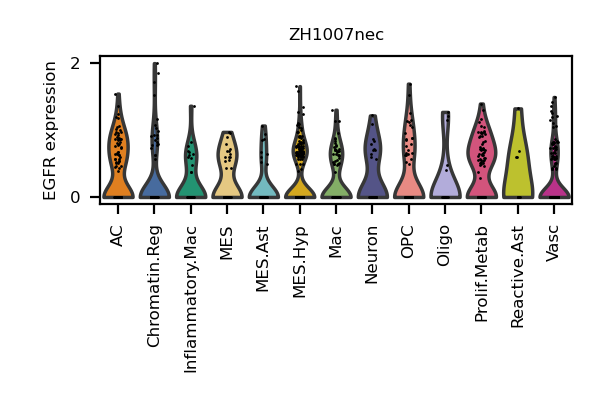 ZH1007nec
EGFR expression
2
0
AC
Chromatin.Reg
Inflammatory.Mac
MES
MES.Ast
MES.Hyp
Mac
Neuron
OPC
Oligo
Prolif.Metab
Reactive.Ast
Vasc